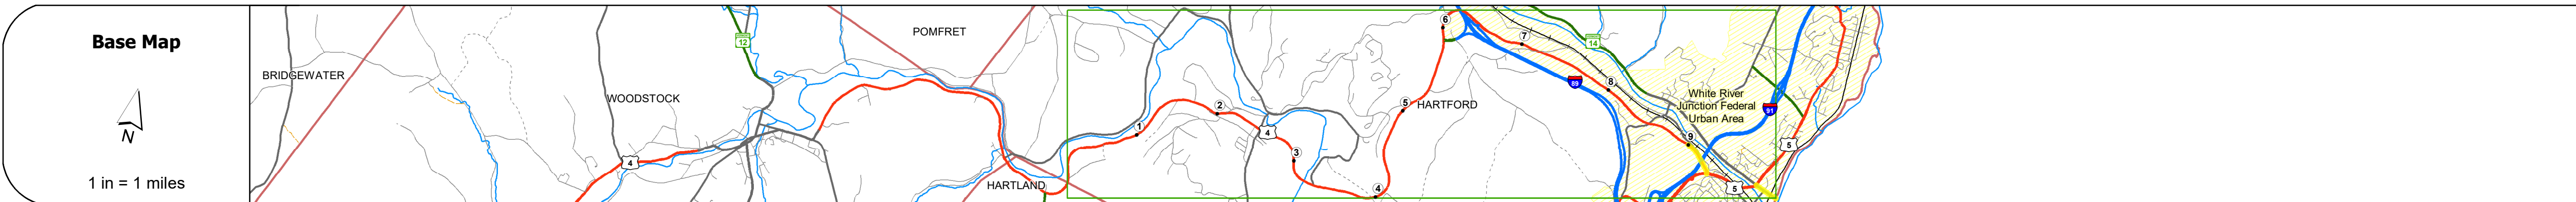 Base Map
N
1 in = 1 miles
BRIDGEWATER
WOODSTOCK
4
12
POMFRET
HARTLAND
1
2
4
3
4
5
HARTFORD
6
7
14
89
8
White River
Junction Federal
Urban Area
91
9
5
5